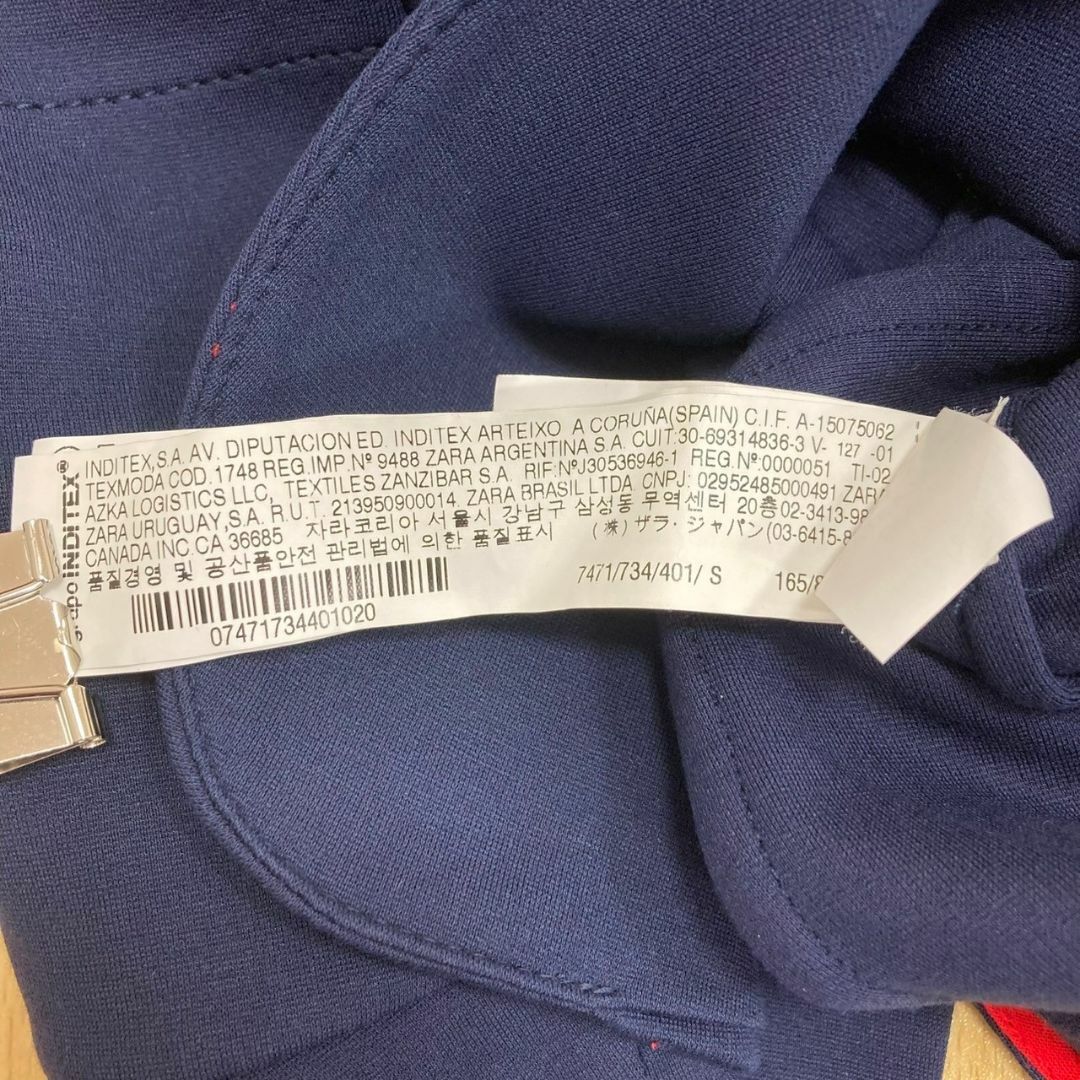 grupo INDITEX®
INDITEX,S.A. AV. DIPUTACION ED. INDITEX ARTEIXO A CORUÑA(SPAIN) C.I.F. A-15075062
TEXMODA COD. 1748 REG.IMP.Nº 9488 ZARA ARGENTINA S.A. CUIT:30-69314836-3 V- 127 -01
AZKA LOGISTICS LLC, TEXTILES ZANZIBAR S.A. RIF:NºJ30536946-1 REG.Nº:0000051 TI-02
ZARA URUGUAY,S.A. R.U.T. 213950900014. ZARA BRASIL LTDA. CNPJ: 02952485000491 ZARA
CANADA INC.CA 36685 자라코리아 서울시 강남구 삼성동 무역센터 20층02-3413-98
품질경영 및 공산품안전 관리법에 의한 품질표시 (株) ザラ・ジャパン(03-6415-8
7471/734/401/ S 165/8
07471734401020